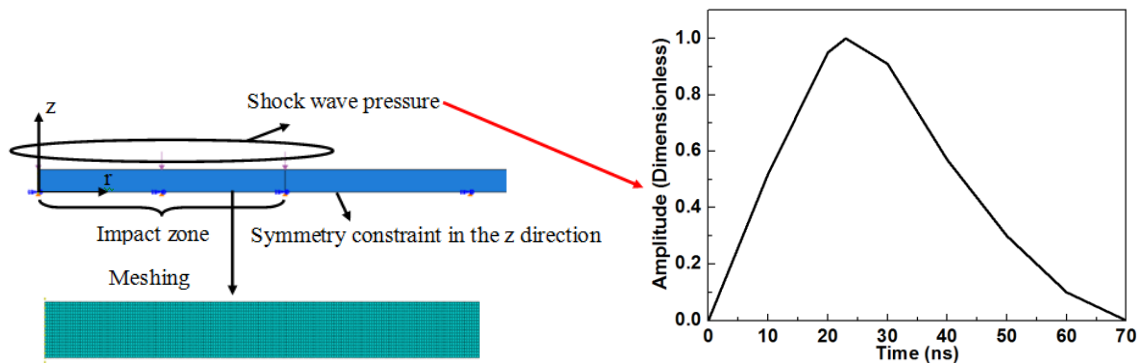 z
Shock wave pressure
r
Impact zone
Symmetry constraint in the z direction
Meshing
Amplitude (Dimensionless)
1.0
0.8
0.6
0.4
0.2
0.0
0 10 20 30 40 50 60 70
Time (ns)